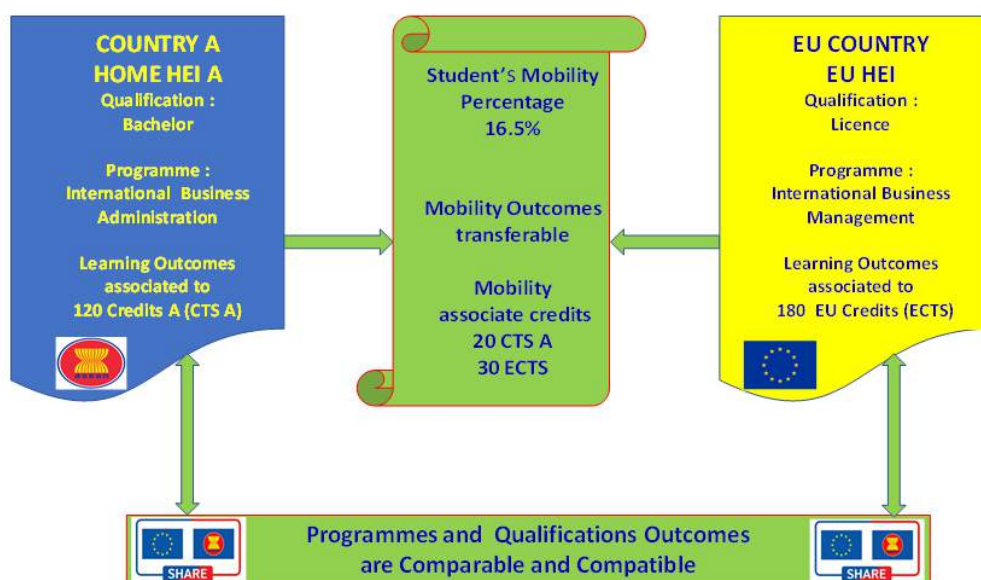 COUNTRY A
HOME HEI A
Qualification :
Bachelor
Programme :
International Business
Administration
Learning Outcomes
associated to
120 Credits A (CTS A)
asean
Student's Mobility
Percentage
16.5%
Mobility Outcomes
transferable
Mobility
associate credits
20 CTS A
30 ECTS
EU COUNTRY
EU HEI
Qualification :
Licence
Programme :
International Business
Management
Learning Outcomes
associated to
180 EU Credits (ECTS)
SHARE
Programmes and Qualifications Outcomes
are Comparable and Compatible
SHARE